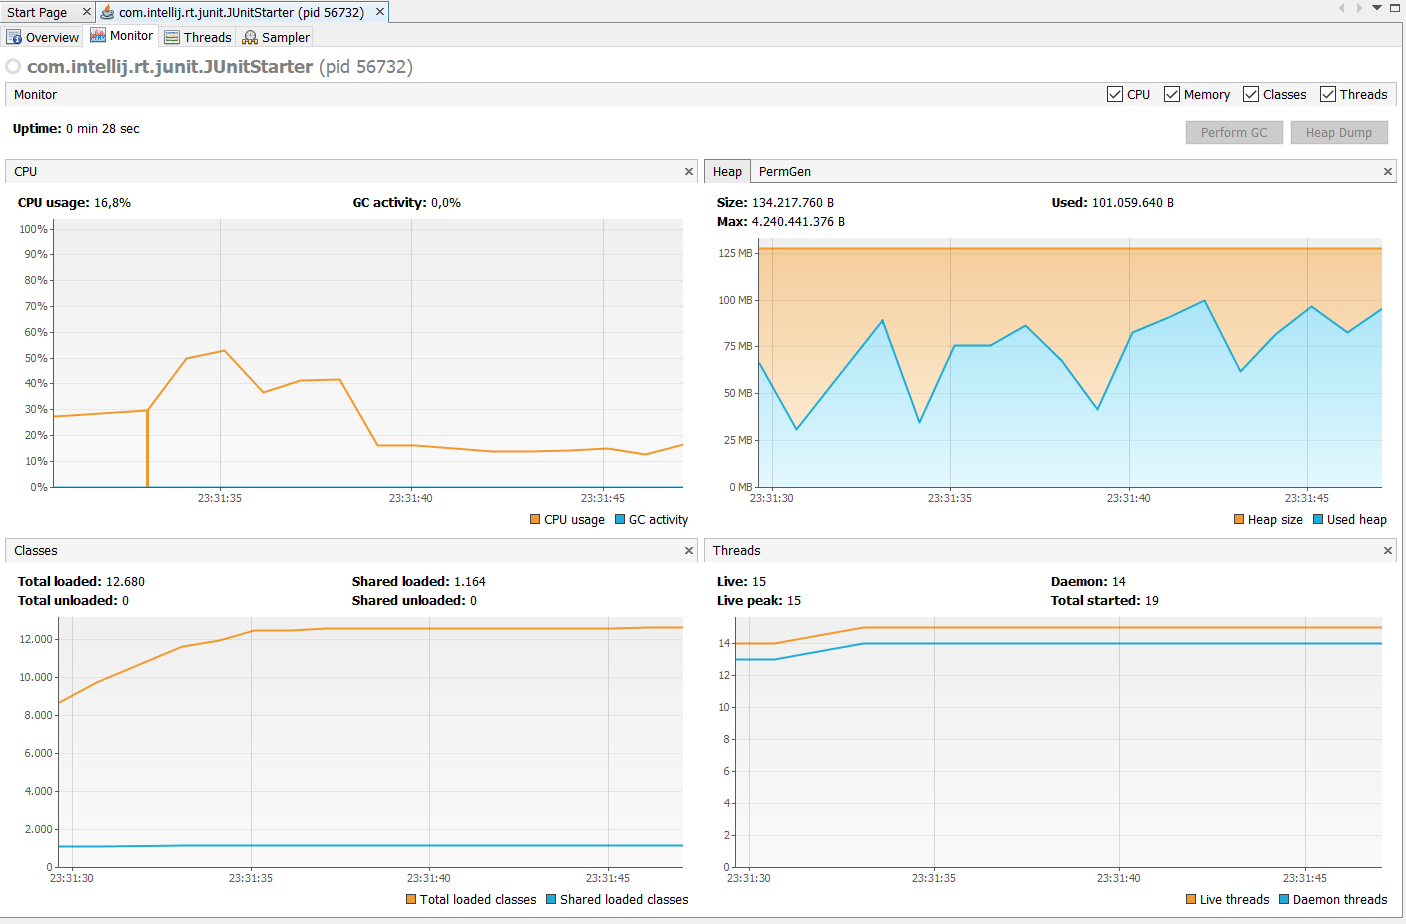 Start Page
com.intellij.rt.junit.JUnitStarter (pid 56732)
Overview Monitor Threads Sampler
com.intellij.rt.junit.JUnitStarter (pid 56732)
Monitor CPU Memory Classes Threads
Uptime: 0 min 28 sec
Perform GC Heap Dump
CPU
CPU usage: 16,8% GC activity: 0,0%
100%
90%
80%
70%
60%
50%
40%
30%
20%
10%
0%
23:31:35 23:31:40 23:31:45
CPU usage GC activity
Heap PermGen
Size: 134.217.760 B Used: 101.059.640 B
Max: 4.240.441.376 B
125 MB
100 MB
75 MB
50 MB
25 MB
0 MB
23:31:30 23:31:35 23:31:40 23:31:45
Heap size Used heap
Classes
Total loaded: 12.680 Shared loaded: 1.164
Total unloaded: 0 Shared unloaded: 0
12.000
10.000
8.000
6.000
4.000
2.000
0
23:31:30 23:31:35 23:31:40 23:31:45
Total loaded classes Shared loaded classes
Threads
Live: 15 Daemon: 14
Live peak: 15 Total started: 19
14
12
10
8
6
4
2
0
23:31:30 23:31:35 23:31:40 23:31:45
Live threads Daemon threads